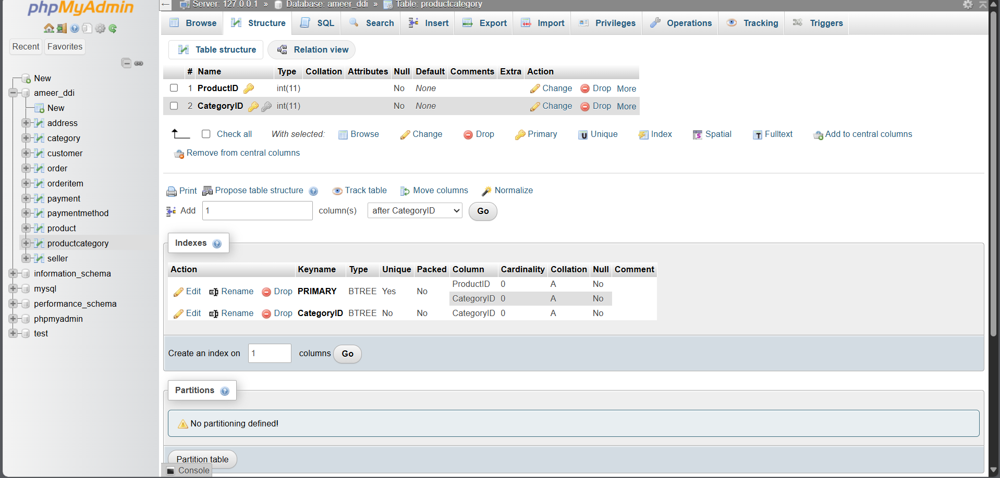 phpMyAdmin
Recent Favorites
New
ameer_ddi
New
address
category
customer
order
orderitem
payment
paymentmethod
product
productcategory
seller
information_schema
mysql
performance_schema
phpmyadmin
test
← Server: 127.0.0.1 » Database: ameer_ddi » Table: productcategory
Browse Structure SQL Search Insert Export Import Privileges Operations Tracking Triggers
Table structure Relation view
# Name Type Collation Attributes Null Default Comments Extra Action
1 ProductID int(11) No None Change Drop More
2 CategoryID int(11) No None Change Drop More
Check all With selected: Browse Change Drop Primary Unique Index Spatial Fulltext Add to central columns
Remove from central columns
Print Propose table structure Track table Move columns Normalize
Add 1 column(s) after CategoryID Go
Indexes
Action Keyname Type Unique Packed Column Cardinality Collation Null Comment
Edit Rename Drop PRIMARY BTREE Yes No ProductID 0 A No
CategoryID 0 A No
Edit Rename Drop CategoryID BTREE No No CategoryID 0 A No
Create an index on 1 columns Go
Partitions
No partitioning defined!
Partition table
Console